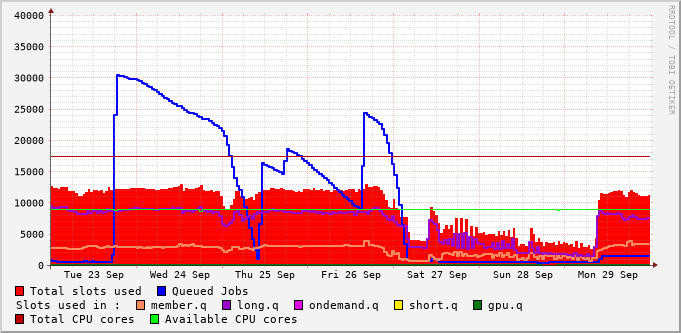 RRDTOOL / TOBI OETIKER
40000
35000
30000
25000
20000
15000
10000
5000
0
Tue 23 Sep Wed 24 Sep Thu 25 Sep Fri 26 Sep Sat 27 Sep Sun 28 Sep Mon 29 Sep
Total slots used Queued Jobs
Slots used in : member.q long.q ondemand.q short.q gpu.q
Total CPU cores Available CPU cores